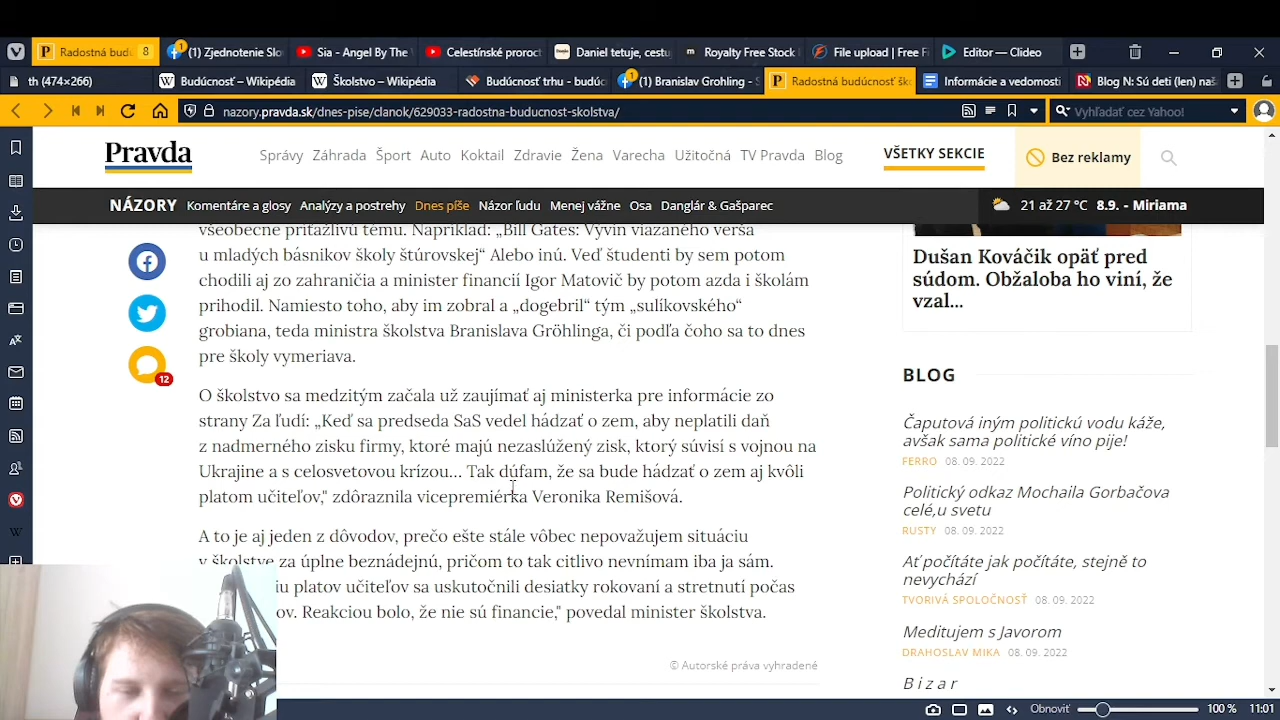 Radostná bud 8
(1) Zjednotenie Slo
Sia - Angel By The
Celestínské po
Daniel tetuje, cestu
Royalty Free Stock
File upload | Free F
Editor — Clideo
th (474×266)
Budúcnosť – Wikipédia
Školstvo – Wikipédia
Budúcnosť trhu - budúc
(1) Branislav Grohling - S
Radostná budúcnosť ško
Informácie a vedomosti
Blog N: Sú deti (len) naš
nazory.pravda.sk/dnes-pise/clanok/629033-radostna-buducnost-skolstva/
Vyhľadať cez Yahoo!
Pravda
Správy Záhrada Šport Auto Koktail Zdravie Žena Varecha Užitočná TV Pravda Blog
VŠETKY SEKCIE
Bez reklamy
NÁZORY Komentáre a glosy Analýzy a postrehy Dnes píše Názor ľudu Menej vážne Osa Danglár & Gašparec
21 až 27 °C 8.9. - Miriama
všeobecne príťažlivú tému. Napríklad: „Bill Gates: Vývin viazaného verša
u mladých básnikov školy štúrovskej“ Alebo inú. Veď študenti by sem potom
chodili aj zo zahraničia a minister financií Igor Matovič by potom azda i školám
prihodil. Namiesto toho, aby im zobral a „dogebril“ tým „sulíkovského“
grobiana, teda ministra školstva Branislava Gröhlinga, či podľa čoho sa to dnes
pre školy vymeriava.
12
O školstvo sa medzitým začala už zaujímať aj ministerka pre informácie zo
strany Za ľudí: „Keď sa predseda SaS vedel hádzať o zem, aby neplatili daň
z nadmerného zisku firmy, ktoré majú nezaslúžený zisk, ktorý súvisí s vojnou na
Ukrajine a s celosvetovou krízou... Tak dúfam, že sa bude hádzať o zem aj kvôli
platom učiteľov," zdôraznila vicepremiérka Veronika Remišová.
A to je aj jeden z dôvodov, prečo ešte stále vôbec nepovažujem situáciu
v školstve za úplne beznádejnú, pričom to tak citlivo nevnímam iba ja sám.
iu platov učiteľov sa uskutočnili desiatky rokovaní a stretnutí počas
ov. Reakciou bolo, že nie sú financie," povedal minister školstva.
© Autorské práva vyhradené
Dušan Kováčik opäť pred
súdom. Obžaloba ho viní, že
vzal...
BLOG
Čaputová iným politickú vodu káže,
avšak sama politické víno pije!
FERRO 08. 09. 2022
Politický odkaz Mochaila Gorbačova
celé,u svetu
RUSTY 08. 09. 2022
Ať počítáte jak počítáte, stejně to
nevychází
TVORIVÁ SPOLOČNOSŤ 08. 09. 2022
Meditujem s Javorom
DRAHOSLAV MIKA 08. 09. 2022
B i z a r
Obnoviť 100 % 11:01